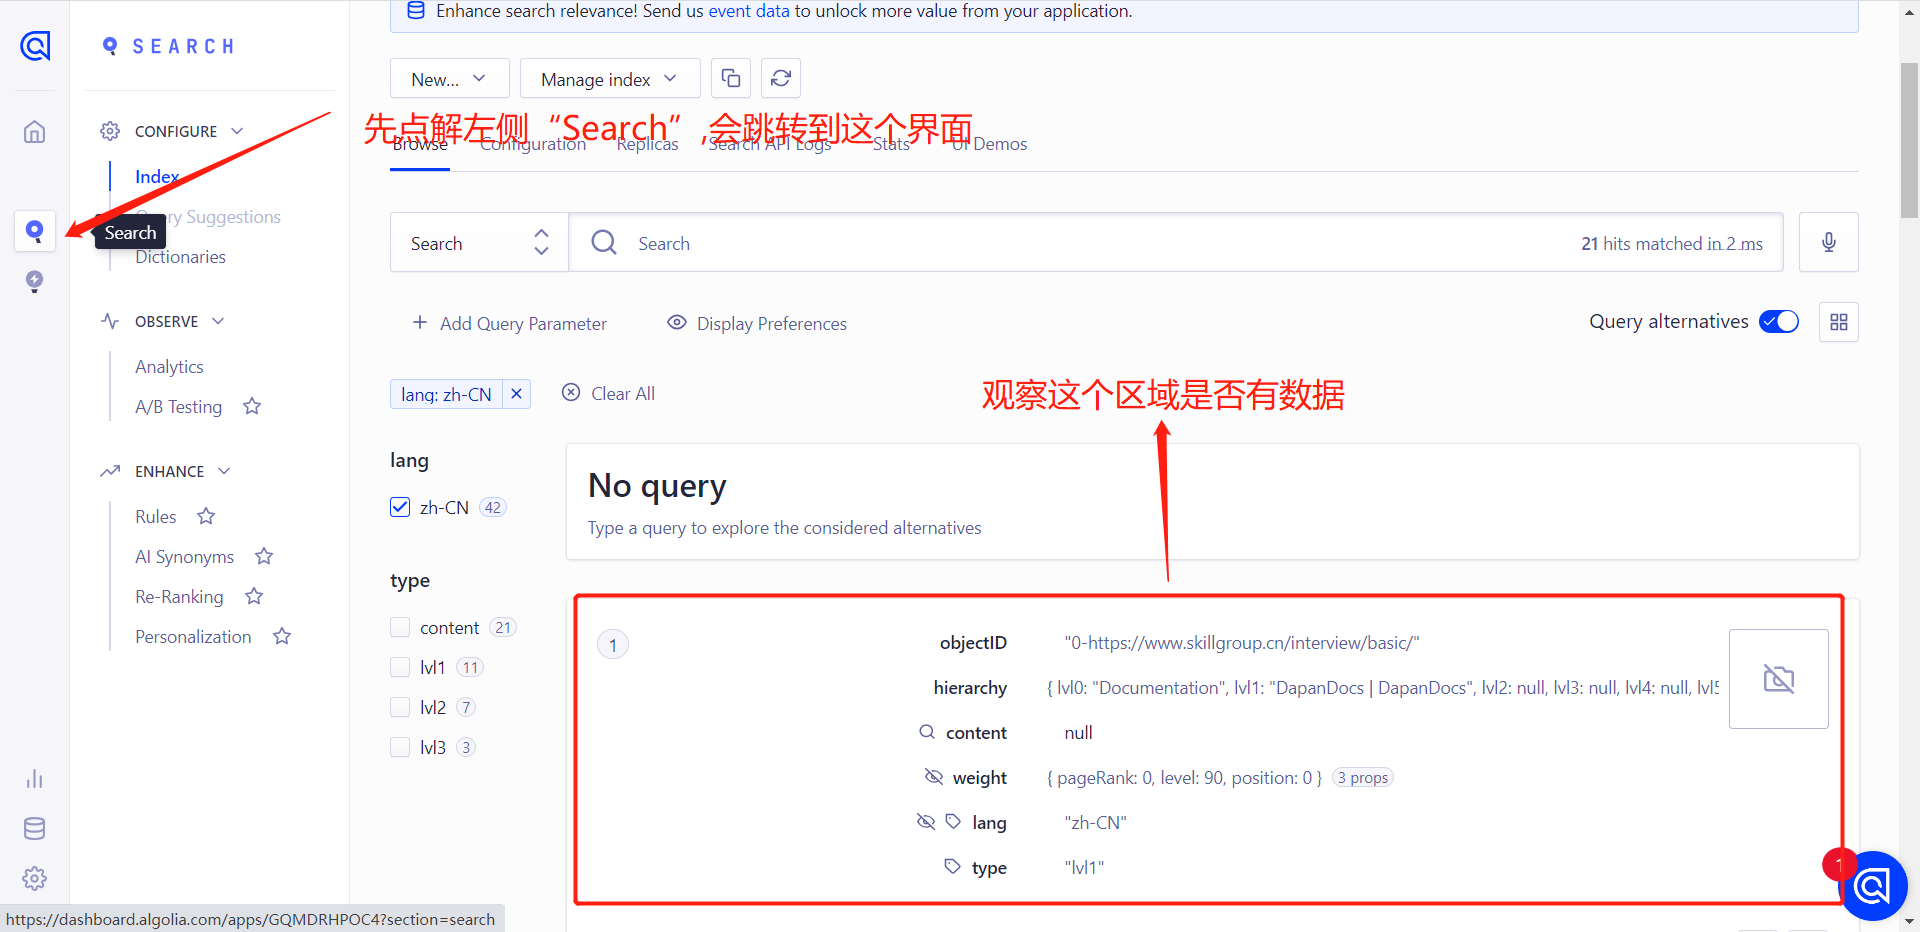 Enhance search relevance! Send us event data to unlock more value from your application.
SEARCH
New...
Manage index
先点解左侧“Search”,会跳转到这个界面
CONFIGURE
Browse
Configuration
Replicas
Search API Logs
Stats
UI Demos
Index
Query Suggestions
Search
Dictionaries
Search
Search
21 hits matched in 2 ms
OBSERVE
Add Query Parameter
Display Preferences
Query alternatives
Analytics
A/B Testing
lang: zh-CN
Clear All
观察这个区域是否有数据
lang
ENHANCE
No query
zh-CN 42
Type a query to explore the considered alternatives
Rules
AI Synonyms
type
Re-Ranking
content 21
Personalization
1
objectID "0-https://www.skillgroup.cn/interview/basic/"
lvl1 11
hierarchy { lvl0: "Documentation", lvl1: "DapanDocs | DapanDocs", lvl2: null, lvl3: null, lvl4: null, lvl5
lvl2 7
content null
lvl3 3
weight { pageRank: 0, level: 90, position: 0 } 3 props
lang "zh-CN"
type "lvl1"
1
https://dashboard.algolia.com/apps/GQMDRHPOC4?section=search